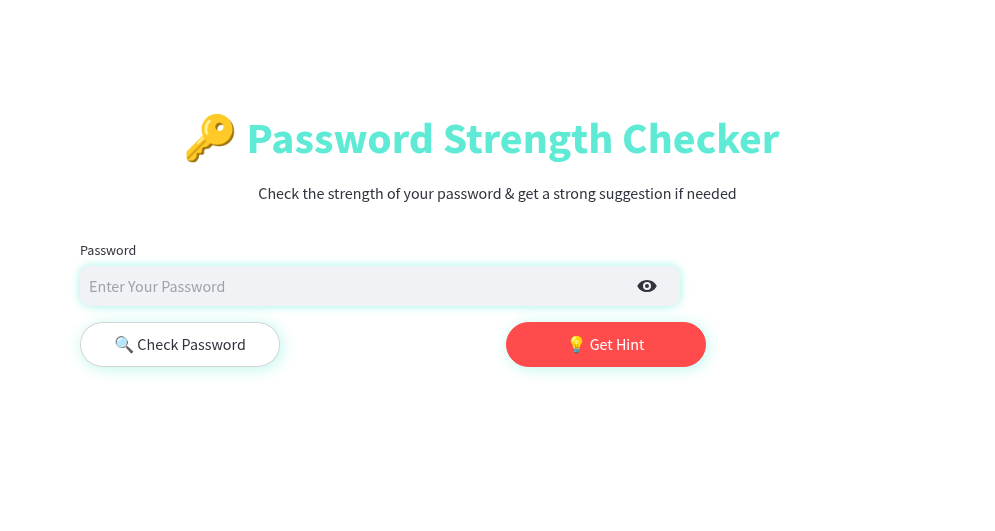 🔑 Password Strength Checker
Check the strength of your password & get a strong suggestion if needed
Password
Enter Your Password
🔍 Check Password
💡 Get Hint